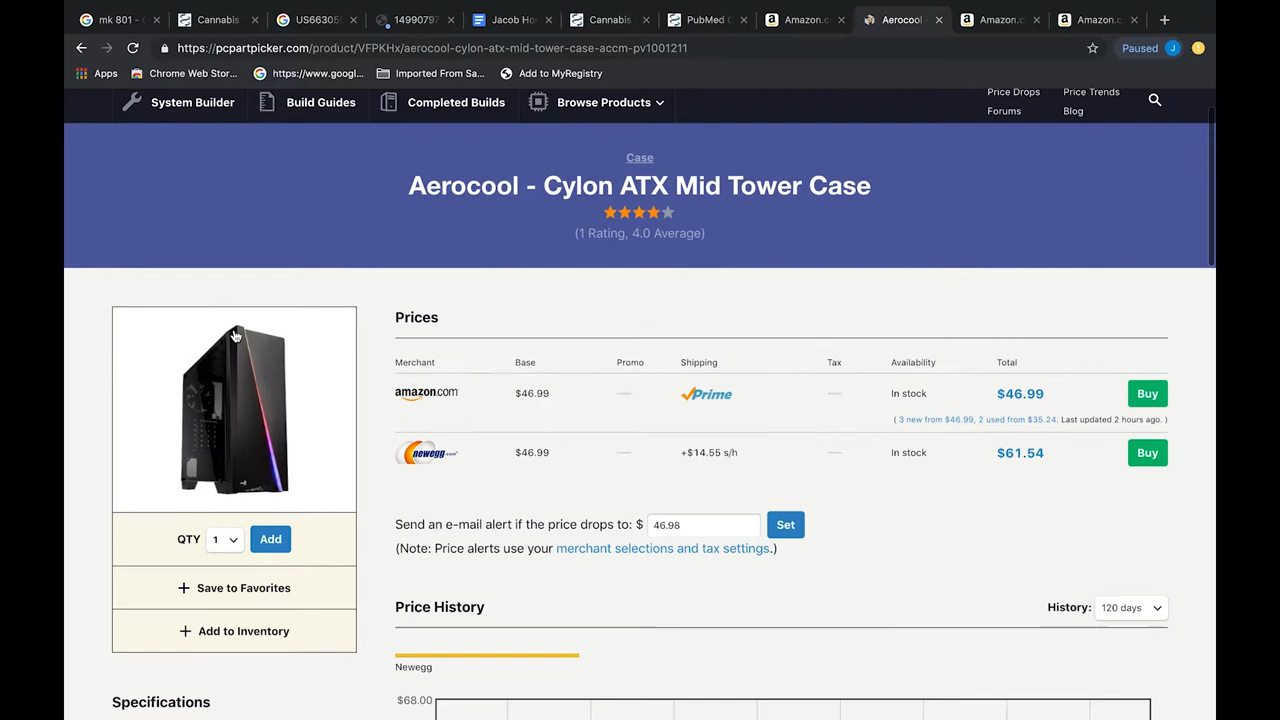 mk 801 - G
Cannabis
US6630507
14990797
Jacob Ho
Cannabis
PubMed C
Amazon.c
Aerocool -
Amazon.c
Amazon.c
https://pcpartpicker.com/product/VFPKHx/aerocool-cylon-atx-mid-tower-case-accm-pv1001211
Paused J
Apps Chrome Web Stor... https://www.googl... Imported From Sa... Add to MyRegistry
System Builder Build Guides Completed Builds Browse Products
Price Drops Price Trends
Forums Blog
Case
Aerocool - Cylon ATX Mid Tower Case
(1 Rating, 4.0 Average)
Prices
Merchant Base Promo Shipping Tax Availability Total
amazon.com $46.99 — Prime — In stock $46.99 Buy
( 3 new from $46.99, 2 used from $35.24. Last updated 2 hours ago. )
newegg.com $46.99 — +$14.55 s/h — In stock $61.54 Buy
Send an e-mail alert if the price drops to: $ 46.98 Set
(Note: Price alerts use your merchant selections and tax settings.)
QTY 1 Add
+ Save to Favorites
+ Add to Inventory
Price History History: 120 days
Newegg
$68.00
Specifications